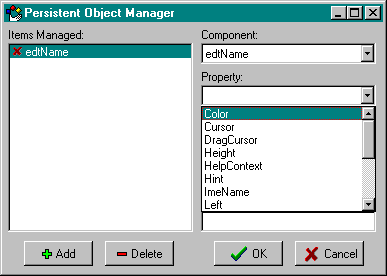 Persistent Object Manager
Items Managed:
edtName
Component:
edtName
Property:
Color
Cursor
DragCursor
Height
HelpContext
Hint
ImeName
Left
Add
Delete
OK
Cancel